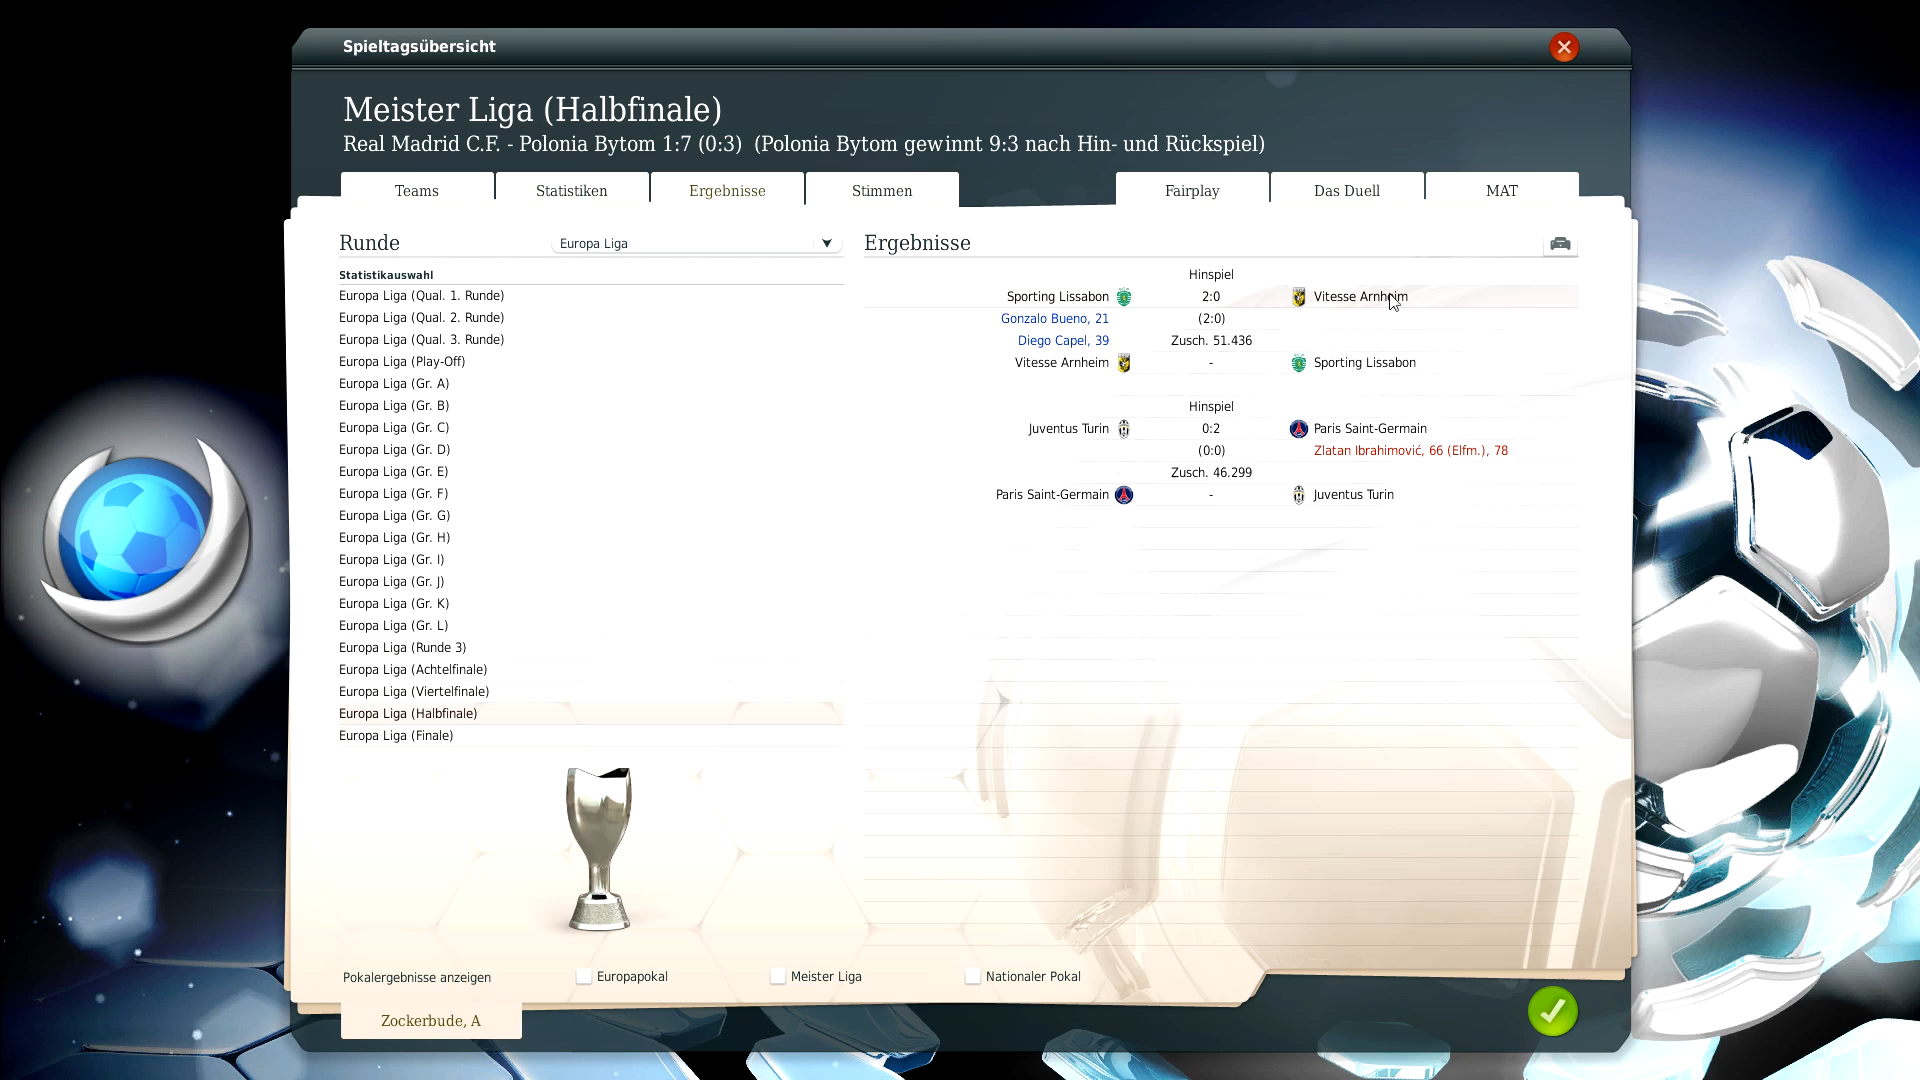 Spieltagsübersicht
Meister Liga (Halbfinale)
Real Madrid C.F. - Polonia Bytom 1:7 (0:3)  (Polonia Bytom gewinnt 9:3 nach Hin- und Rückspiel)
Teams Statistiken Ergebnisse Stimmen Fairplay Das Duell MAT
Runde Europa Liga
Statistikauswahl
Europa Liga (Qual. 1. Runde)
Europa Liga (Qual. 2. Runde)
Europa Liga (Qual. 3. Runde)
Europa Liga (Play-Off)
Europa Liga (Gr. A)
Europa Liga (Gr. B)
Europa Liga (Gr. C)
Europa Liga (Gr. D)
Europa Liga (Gr. E)
Europa Liga (Gr. F)
Europa Liga (Gr. G)
Europa Liga (Gr. H)
Europa Liga (Gr. I)
Europa Liga (Gr. J)
Europa Liga (Gr. K)
Europa Liga (Gr. L)
Europa Liga (Runde 3)
Europa Liga (Achtelfinale)
Europa Liga (Viertelfinale)
Europa Liga (Halbfinale)
Europa Liga (Finale)
Ergebnisse
Hinspiel
Sporting Lissabon 2:0 Vitesse Arnheim
Gonzalo Bueno, 21 (2:0)
Diego Capel, 39 Zusch. 51.436
Vitesse Arnheim - Sporting Lissabon
Hinspiel
Juventus Turin 0:2 Paris Saint-Germain
(0:0) Zlatan Ibrahimović, 66 (Elfm.), 78
Zusch. 46.299
Paris Saint-Germain - Juventus Turin
Pokalergebnisse anzeigen Europapokal Meister Liga Nationaler Pokal
Zockerbude, A